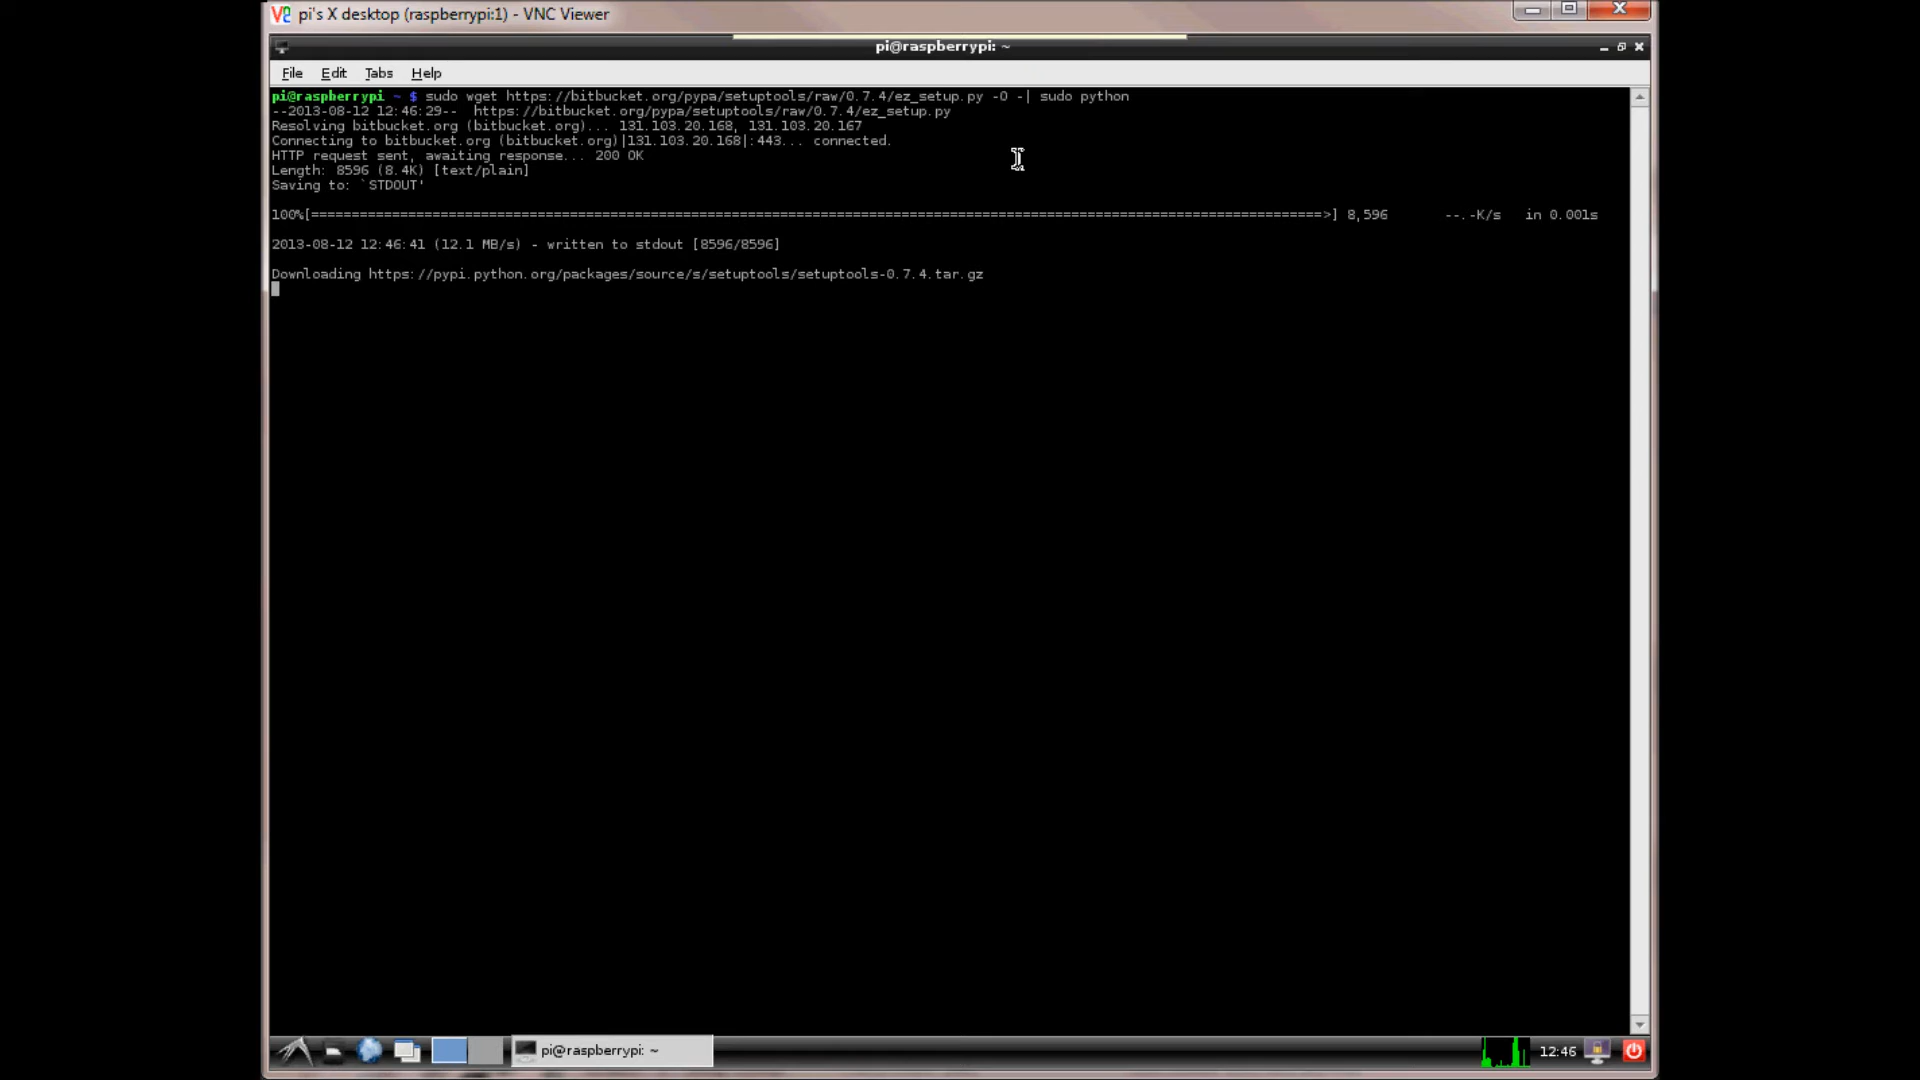 pi's X desktop (raspberrypi:1) - VNC Viewer
pi@raspberrypi: ~
File Edit Tabs Help
pi@raspberrypi ~ $ sudo wget https://bitbucket.org/pypa/setuptools/raw/0.7.4/ez_setup.py -O -| sudo python
--2013-08-12 12:46:29--  https://bitbucket.org/pypa/setuptools/raw/0.7.4/ez_setup.py
Resolving bitbucket.org (bitbucket.org)... 131.103.20.168, 131.103.20.167
Connecting to bitbucket.org (bitbucket.org)|131.103.20.168|:443... connected.
HTTP request sent, awaiting response... 200 OK
Length: 8596 (8.4K) [text/plain]
Saving to: `STDOUT'
100%[==============================================================================================================================>] 8,596       --.-K/s   in 0.001s
2013-08-12 12:46:41 (12.1 MB/s) - written to stdout [8596/8596]
Downloading https://pypi.python.org/packages/source/s/setuptools/setuptools-0.7.4.tar.gz
pi@raspberrypi: ~
12:46